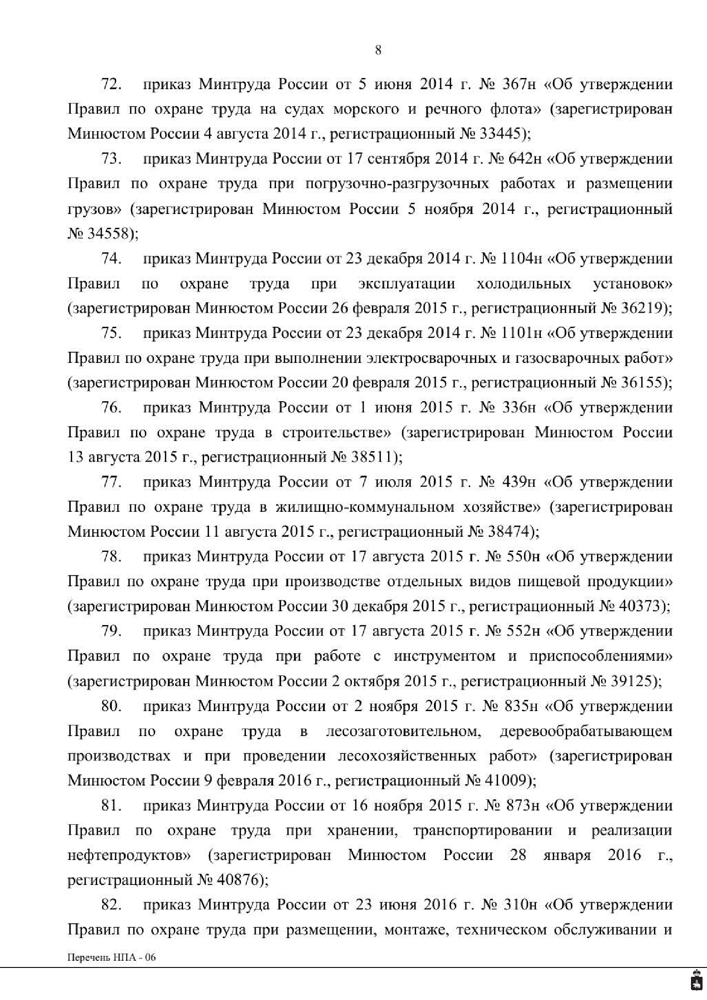 8
72. приказ Минтруда России от 5 июня 2014 г. № 367н «Об утверждении
Правил по охране труда на судах морского и речного флота» (зарегистрирован
Минюстом России 4 августа 2014 г., регистрационный № 33445);
73. приказ Минтруда России от 17 сентября 2014 г. № 642н «Об утверждении
Правил по охране труда при погрузочно-разгрузочных работах и размещении
грузов» (зарегистрирован Минюстом России 5 ноября 2014 г., регистрационный
№ 34558);
74. приказ Минтруда России от 23 декабря 2014 г. № 1104н «Об утверждении
Правил по охране труда при эксплуатации холодильных установок»
(зарегистрирован Минюстом России 26 февраля 2015 г., регистрационный № 36219);
75. приказ Минтруда России от 23 декабря 2014 г. № 1101н «Об утверждении
Правил по охране труда при выполнении электросварочных и газосварочных работ»
(зарегистрирован Минюстом России 20 февраля 2015 г., регистрационный № 36155);
76. приказ Минтруда России от 1 июня 2015 г. № 336н «Об утверждении
Правил по охране труда в строительстве» (зарегистрирован Минюстом России
13 августа 2015 г., регистрационный № 38511);
77. приказ Минтруда России от 7 июля 2015 г. № 439н «Об утверждении
Правил по охране труда в жилищно-коммунальном хозяйстве» (зарегистрирован
Минюстом России 11 августа 2015 г., регистрационный № 38474);
78. приказ Минтруда России от 17 августа 2015 г. № 550н «Об утверждении
Правил по охране труда при производстве отдельных видов пищевой продукции»
(зарегистрирован Минюстом России 30 декабря 2015 г., регистрационный № 40373);
79. приказ Минтруда России от 17 августа 2015 г. № 552н «Об утверждении
Правил по охране труда при работе с инструментом и приспособлениями»
(зарегистрирован Минюстом России 2 октября 2015 г., регистрационный № 39125);
80. приказ Минтруда России от 2 ноября 2015 г. № 835н «Об утверждении
Правил по охране труда в лесозаготовительном, деревообрабатывающем
производствах и при проведении лесохозяйственных работ» (зарегистрирован
Минюстом России 9 февраля 2016 г., регистрационный № 41009);
81. приказ Минтруда России от 16 ноября 2015 г. № 873н «Об утверждении
Правил по охране труда при хранении, транспортировании и реализации
нефтепродуктов» (зарегистрирован Минюстом России 28 января 2016 г.,
регистрационный № 40876);
82. приказ Минтруда России от 23 июня 2016 г. № 310н «Об утверждении
Правил по охране труда при размещении, монтаже, техническом обслуживании и
Перечень НПА - 06